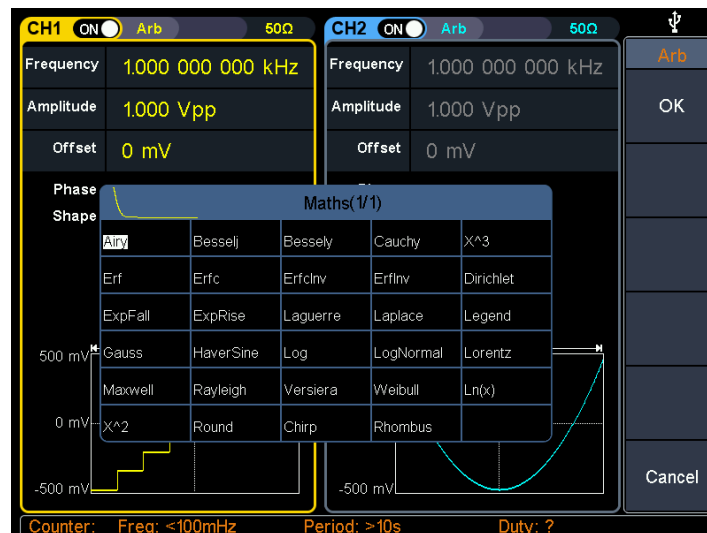 CH1 ON Arb 50Ω CH2 ON Arb 50Ω
Arb
Frequency 1.000 000 000 kHz Frequency 1.000 000 000 kHz
Amplitude 1.000 Vpp Amplitude 1.000 Vpp OK
Offset 0 mV Offset 0 mV
Phase
Shape
Maths(1/1)
Airy Besselj Bessely Cauchy X^3
Erf Erfc ErfcInv ErfInv Dirichlet
ExpFall ExpRise Laguerre Laplace Legend
500 mV Gauss HaverSine Log LogNormal Lorentz
Maxwell Rayleigh Versiera Weibull Ln(x)
0 mV X^2 Round Chirp Rhombus
-500 mV -500 mV Cancel
Counter: Freq: <100mHz Period: >10s Duty: ?